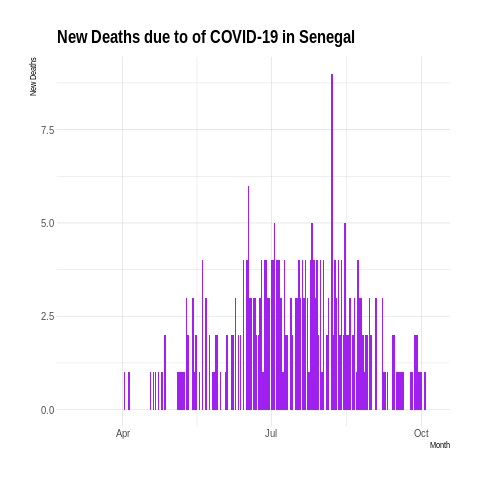 New Deaths due to of COVID-19 in Senegal
New Deaths
7.5
5.0
2.5
0.0
Apr Jul Oct
Month